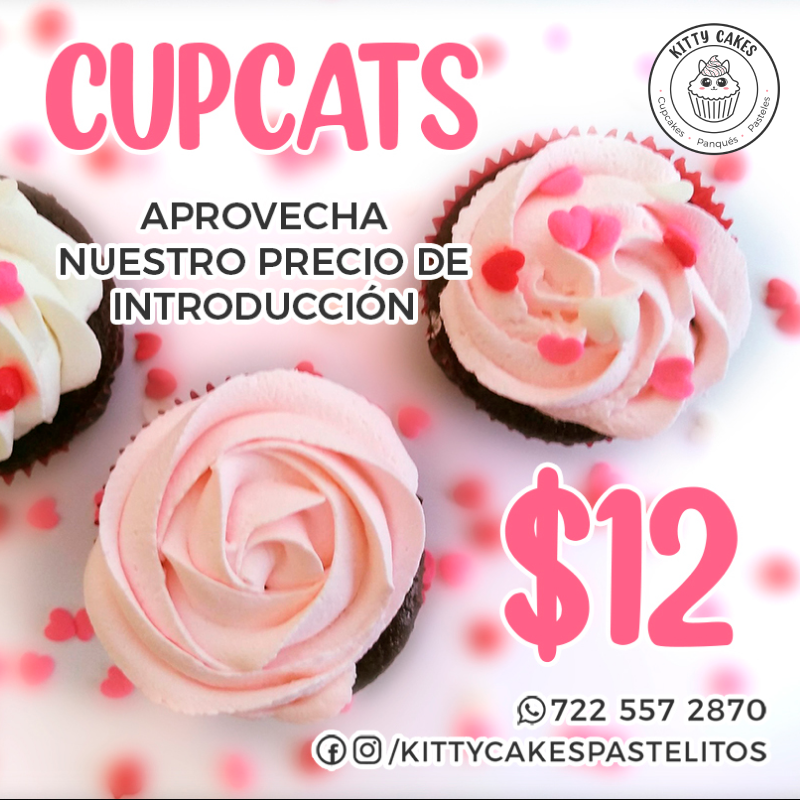 CUPCATS
KITTY CAKES
· Cupcakes · Panqués · Pasteles ·
APROVECHA
NUESTRO PRECIO DE
INTRODUCCIÓN
$12
722 557 2870
/KITTYCAKESPASTELITOS